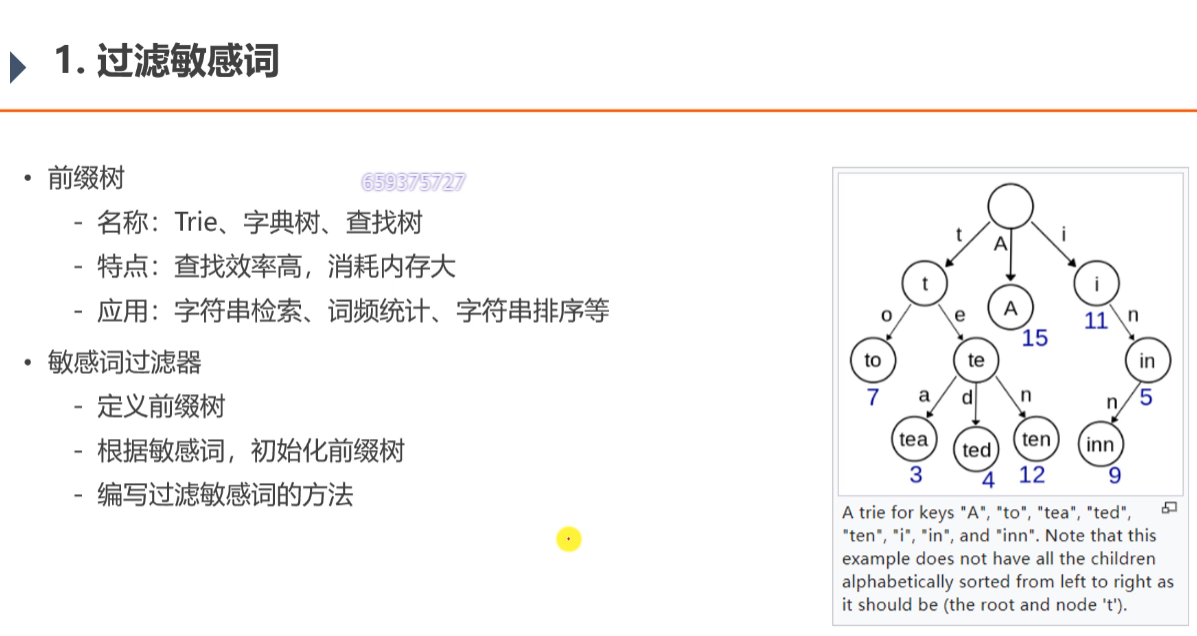 1. 过滤敏感词
• 前缀树
659375727
- 名称：Trie、字典树、查找树
- 特点：查找效率高，消耗内存大
- 应用：字符串检索、词频统计、字符串排序等
• 敏感词过滤器
- 定义前缀树
- 根据敏感词，初始化前缀树
- 编写过滤敏感词的方法
t A i
t A i
15 11
o e n
to te in
7 5
a d n n
tea ted ten inn
3 4 12 9
A trie for keys "A", "to", "tea", "ted",
"ten", "i", "in", and "inn". Note that this
example does not have all the children
alphabetically sorted from left to right as
it should be (the root and node 't').